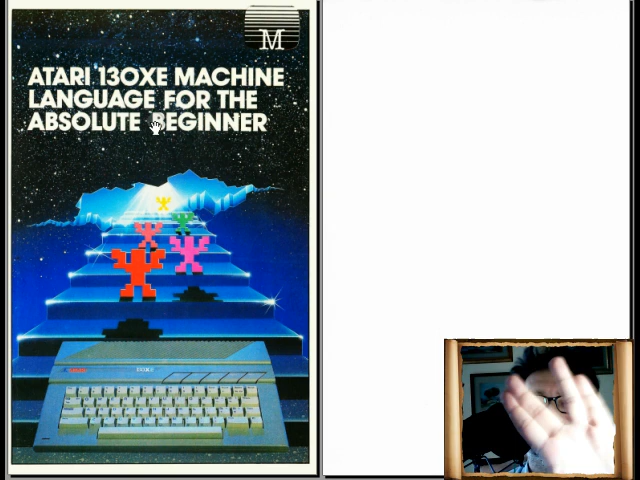 M
ATARI 130XE MACHINE
LANGUAGE FOR THE
ABSOLUTE BEGINNER